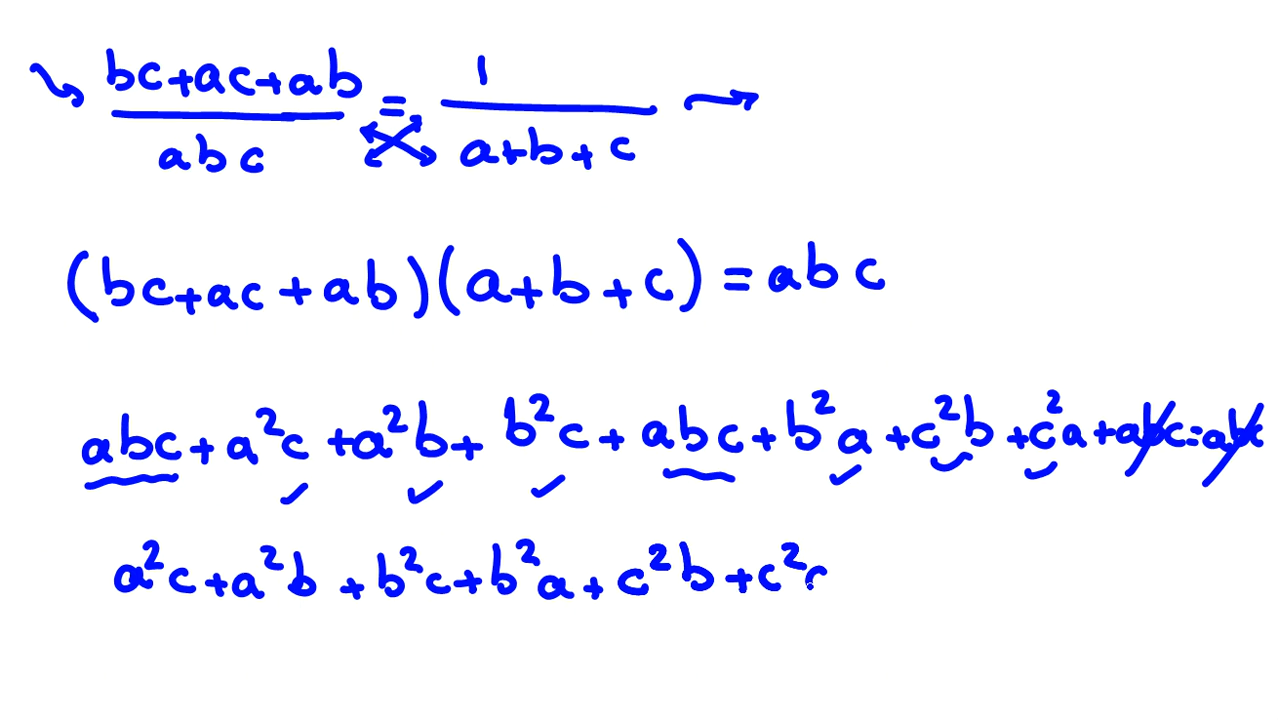 (bc+ac+ab)/(abc) = 1/(a+b+c)
(bc+ac+ab)(a+b+c)=abc
abc+a²c+a²b+b²c+abc+b²a+c²b+c²a+abc=abc
a²c+a²b+b²c+b²a+c²b+c²